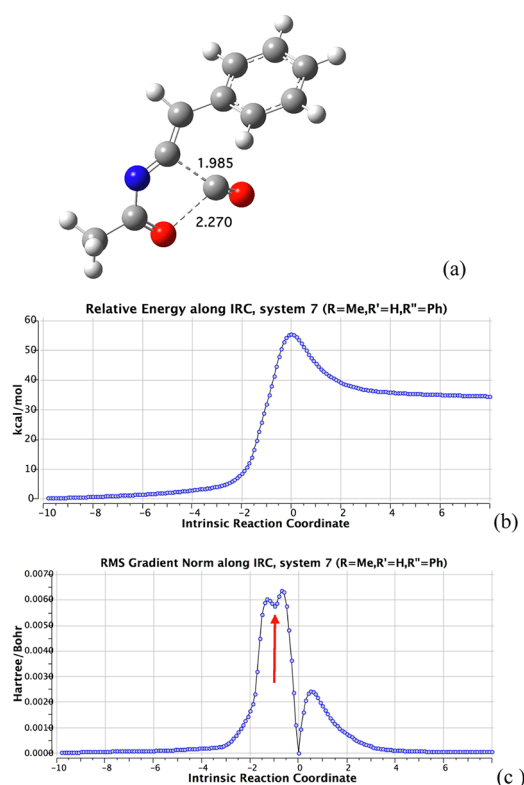 1.985
2.270
(a)
Relative Energy along IRC, system 7 (R=Me,R'=H,R"=Ph)
kcal/mol
60
50
40
30
20
10
0
-10 -8 -6 -4 -2 0 2 4 6 8
Intrinsic Reaction Coordinate
(b)
RMS Gradient Norm along IRC, system 7 (R=Me,R'=H,R"=Ph)
Hartree/Bohr
0.0070
0.0060
0.0050
0.0040
0.0030
0.0020
0.0010
0.0000
-10 -8 -6 -4 -2 0 2 4 6 8
Intrinsic Reaction Coordinate
(c )